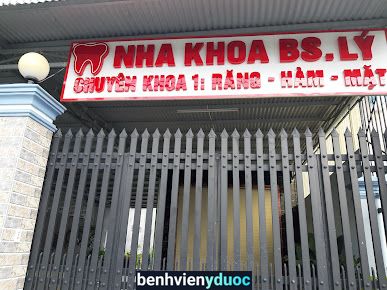 NHA KHOA BS.LÝ
CHUYÊN KHOA 1: RĂNG - HÀM - MẶT
benhvienyduoc